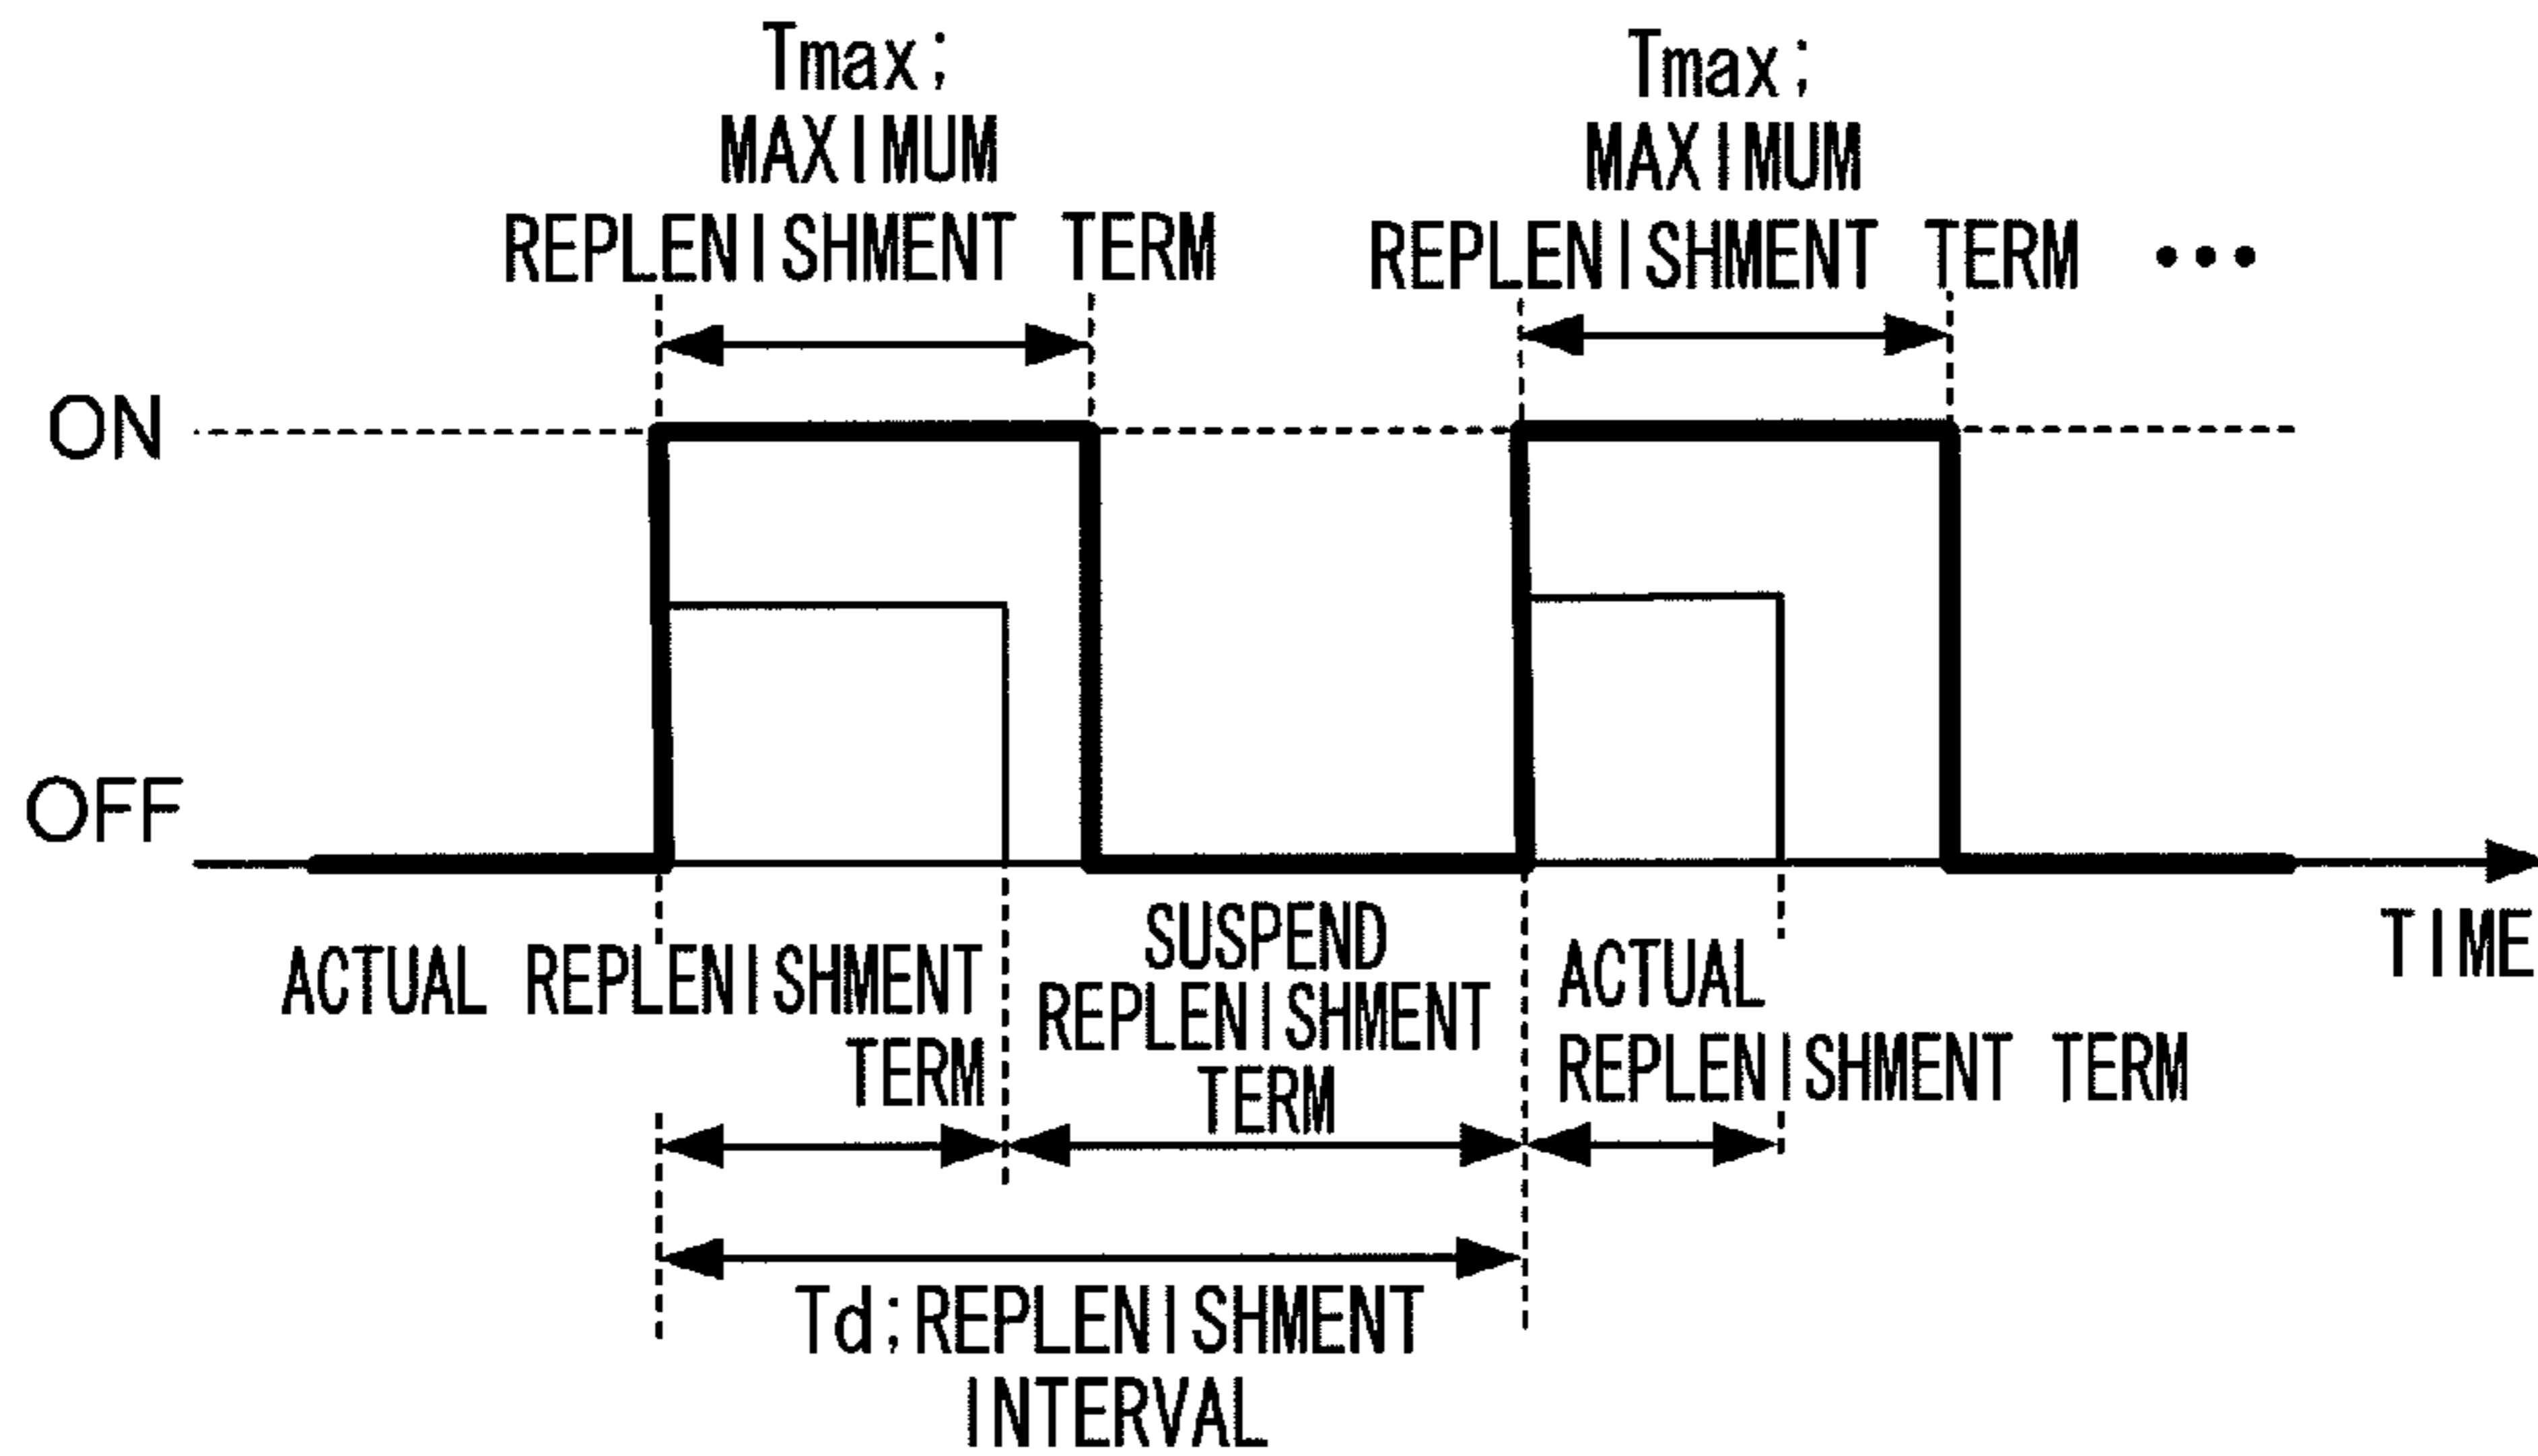 Tmax;
MAXIMUM
REPLENISHMENT TERM
Tmax;
MAXIMUM
REPLENISHMENT TERM •••
ON
OFF
TIME
ACTUAL REPLENISHMENT
TERM
SUSPEND
REPLENISHMENT
TERM
ACTUAL
REPLENISHMENT TERM
Td;REPLENISHMENT
INTERVAL